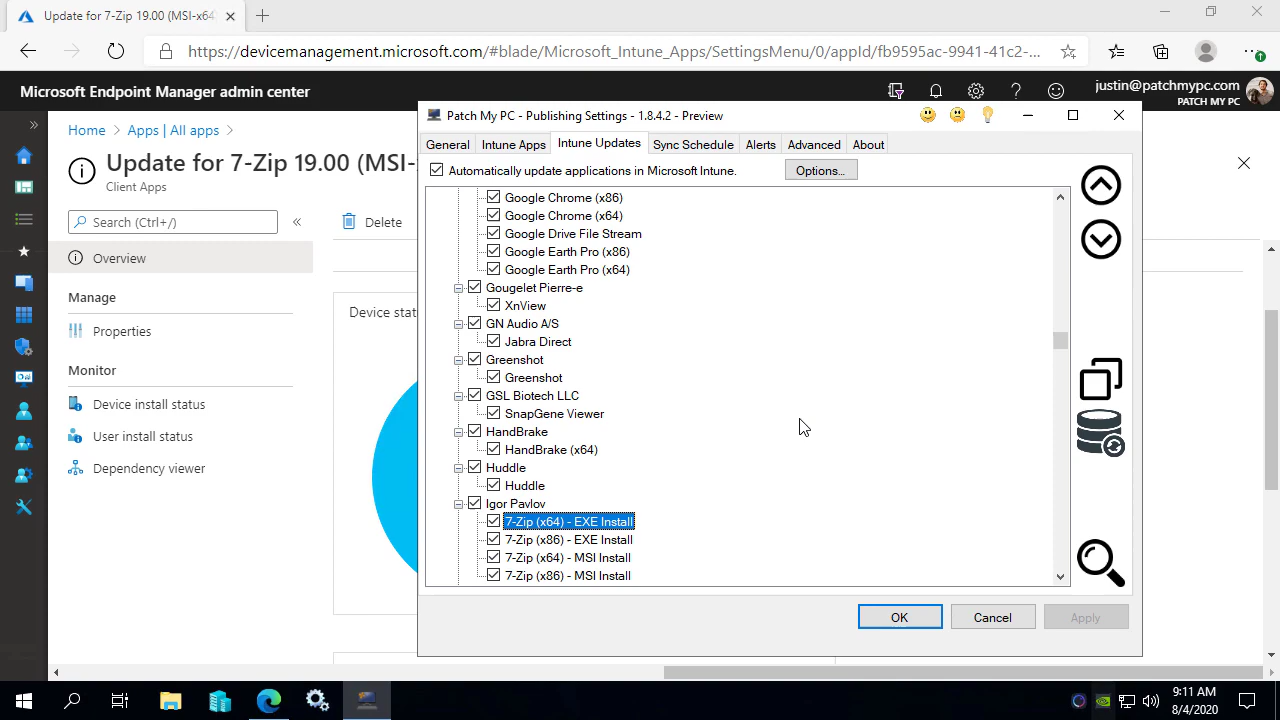 Update for 7-Zip 19.00 (MSI-x64
https://devicemanagement.microsoft.com/#blade/Microsoft_Intune_Apps/SettingsMenu/0/appId/fb9595ac-9941-41c2-...
Microsoft Endpoint Manager admin center
justin@patchmypc.com
PATCH MY PC
Home > Apps | All apps >
Update for 7-Zip 19.00 (MSI-
Client Apps
Search (Ctrl+/)
Delete
Overview
Manage
Properties
Monitor
Device install status
User install status
Dependency viewer
Device stat
Patch My PC - Publishing Settings - 1.8.4.2 - Preview
General
Intune Apps
Intune Updates
Sync Schedule
Alerts
Advanced
About
Automatically update applications in Microsoft Intune.
Options...
Google Chrome (x86)
Google Chrome (x64)
Google Drive File Stream
Google Earth Pro (x86)
Google Earth Pro (x64)
Gougelet Pierre-e
XnView
GN Audio A/S
Jabra Direct
Greenshot
Greenshot
GSL Biotech LLC
SnapGene Viewer
HandBrake
HandBrake (x64)
Huddle
Huddle
Igor Pavlov
7-Zip (x64) - EXE Install
7-Zip (x86) - EXE Install
7-Zip (x64) - MSI Install
7-Zip (x86) - MSI Install
OK
Cancel
Apply
9:11 AM
8/4/2020